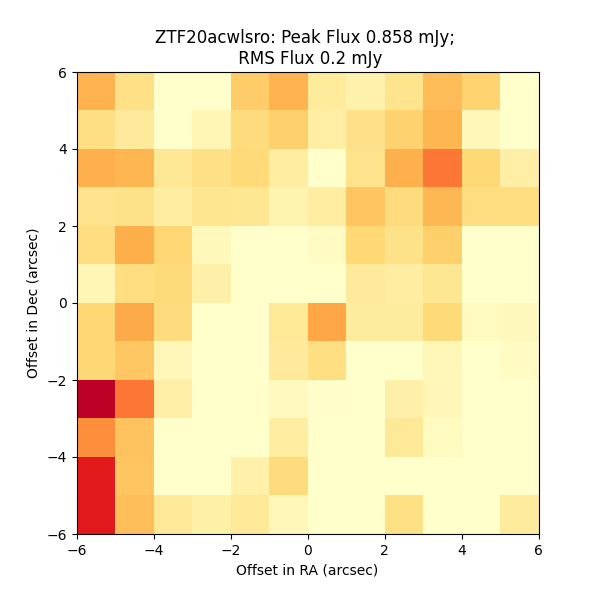 ZTF20acwlsro: Peak Flux 0.858 mJy;
RMS Flux 0.2 mJy
6
4
2
0
−2
−4
−6
Offset in Dec (arcsec)
−6 −4 −2 0 2 4 6
Offset in RA (arcsec)